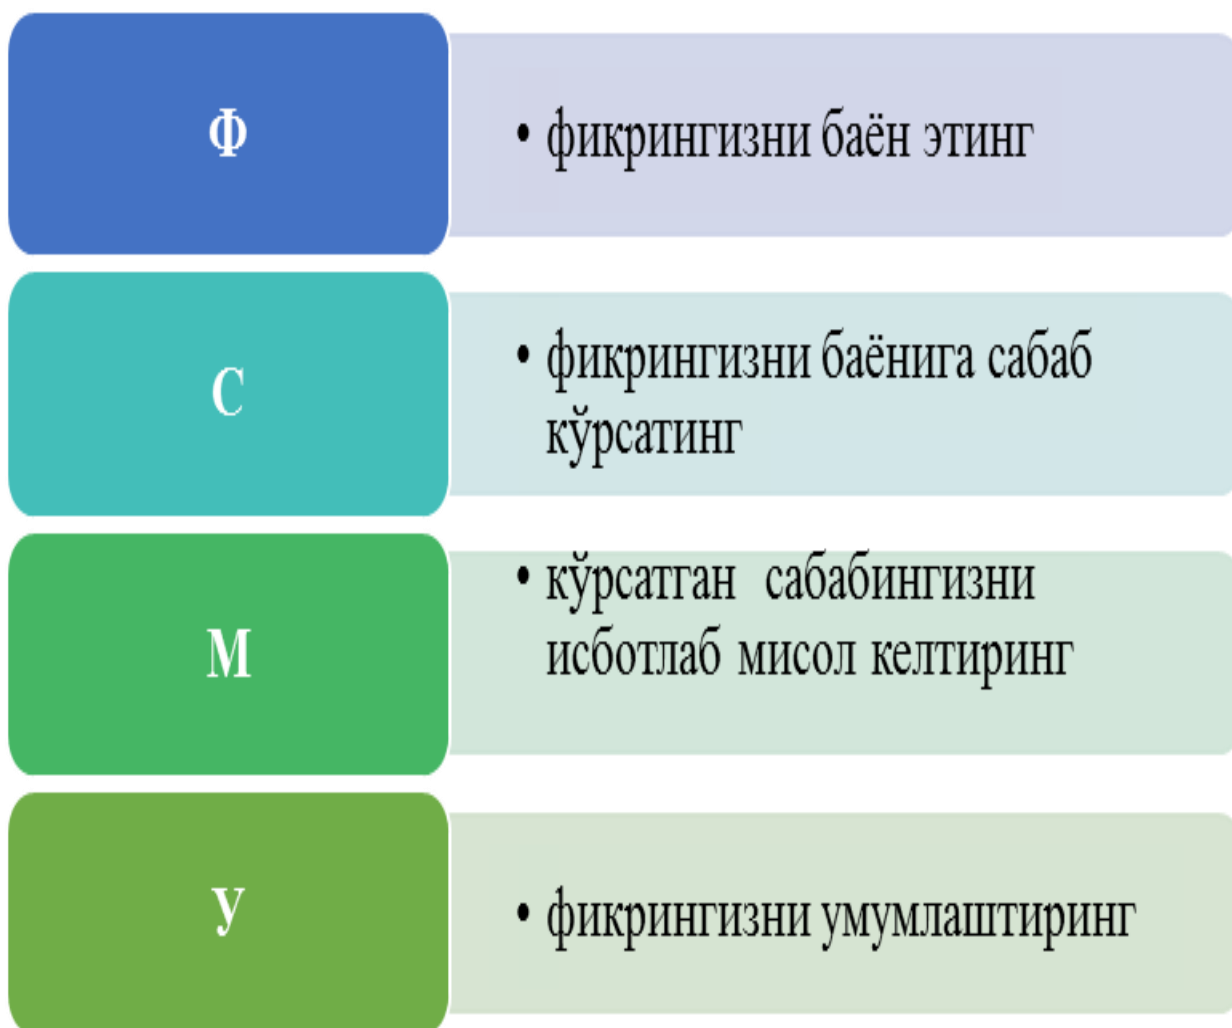 Ф
• фикрингизни баён этинг
С
• фикрингизни баёнига сабаб
кўрсатинг
М
• кўрсатган сабабингизни
исботлаб мисол келтиринг
У
• фикрингизни умумлаштиринг